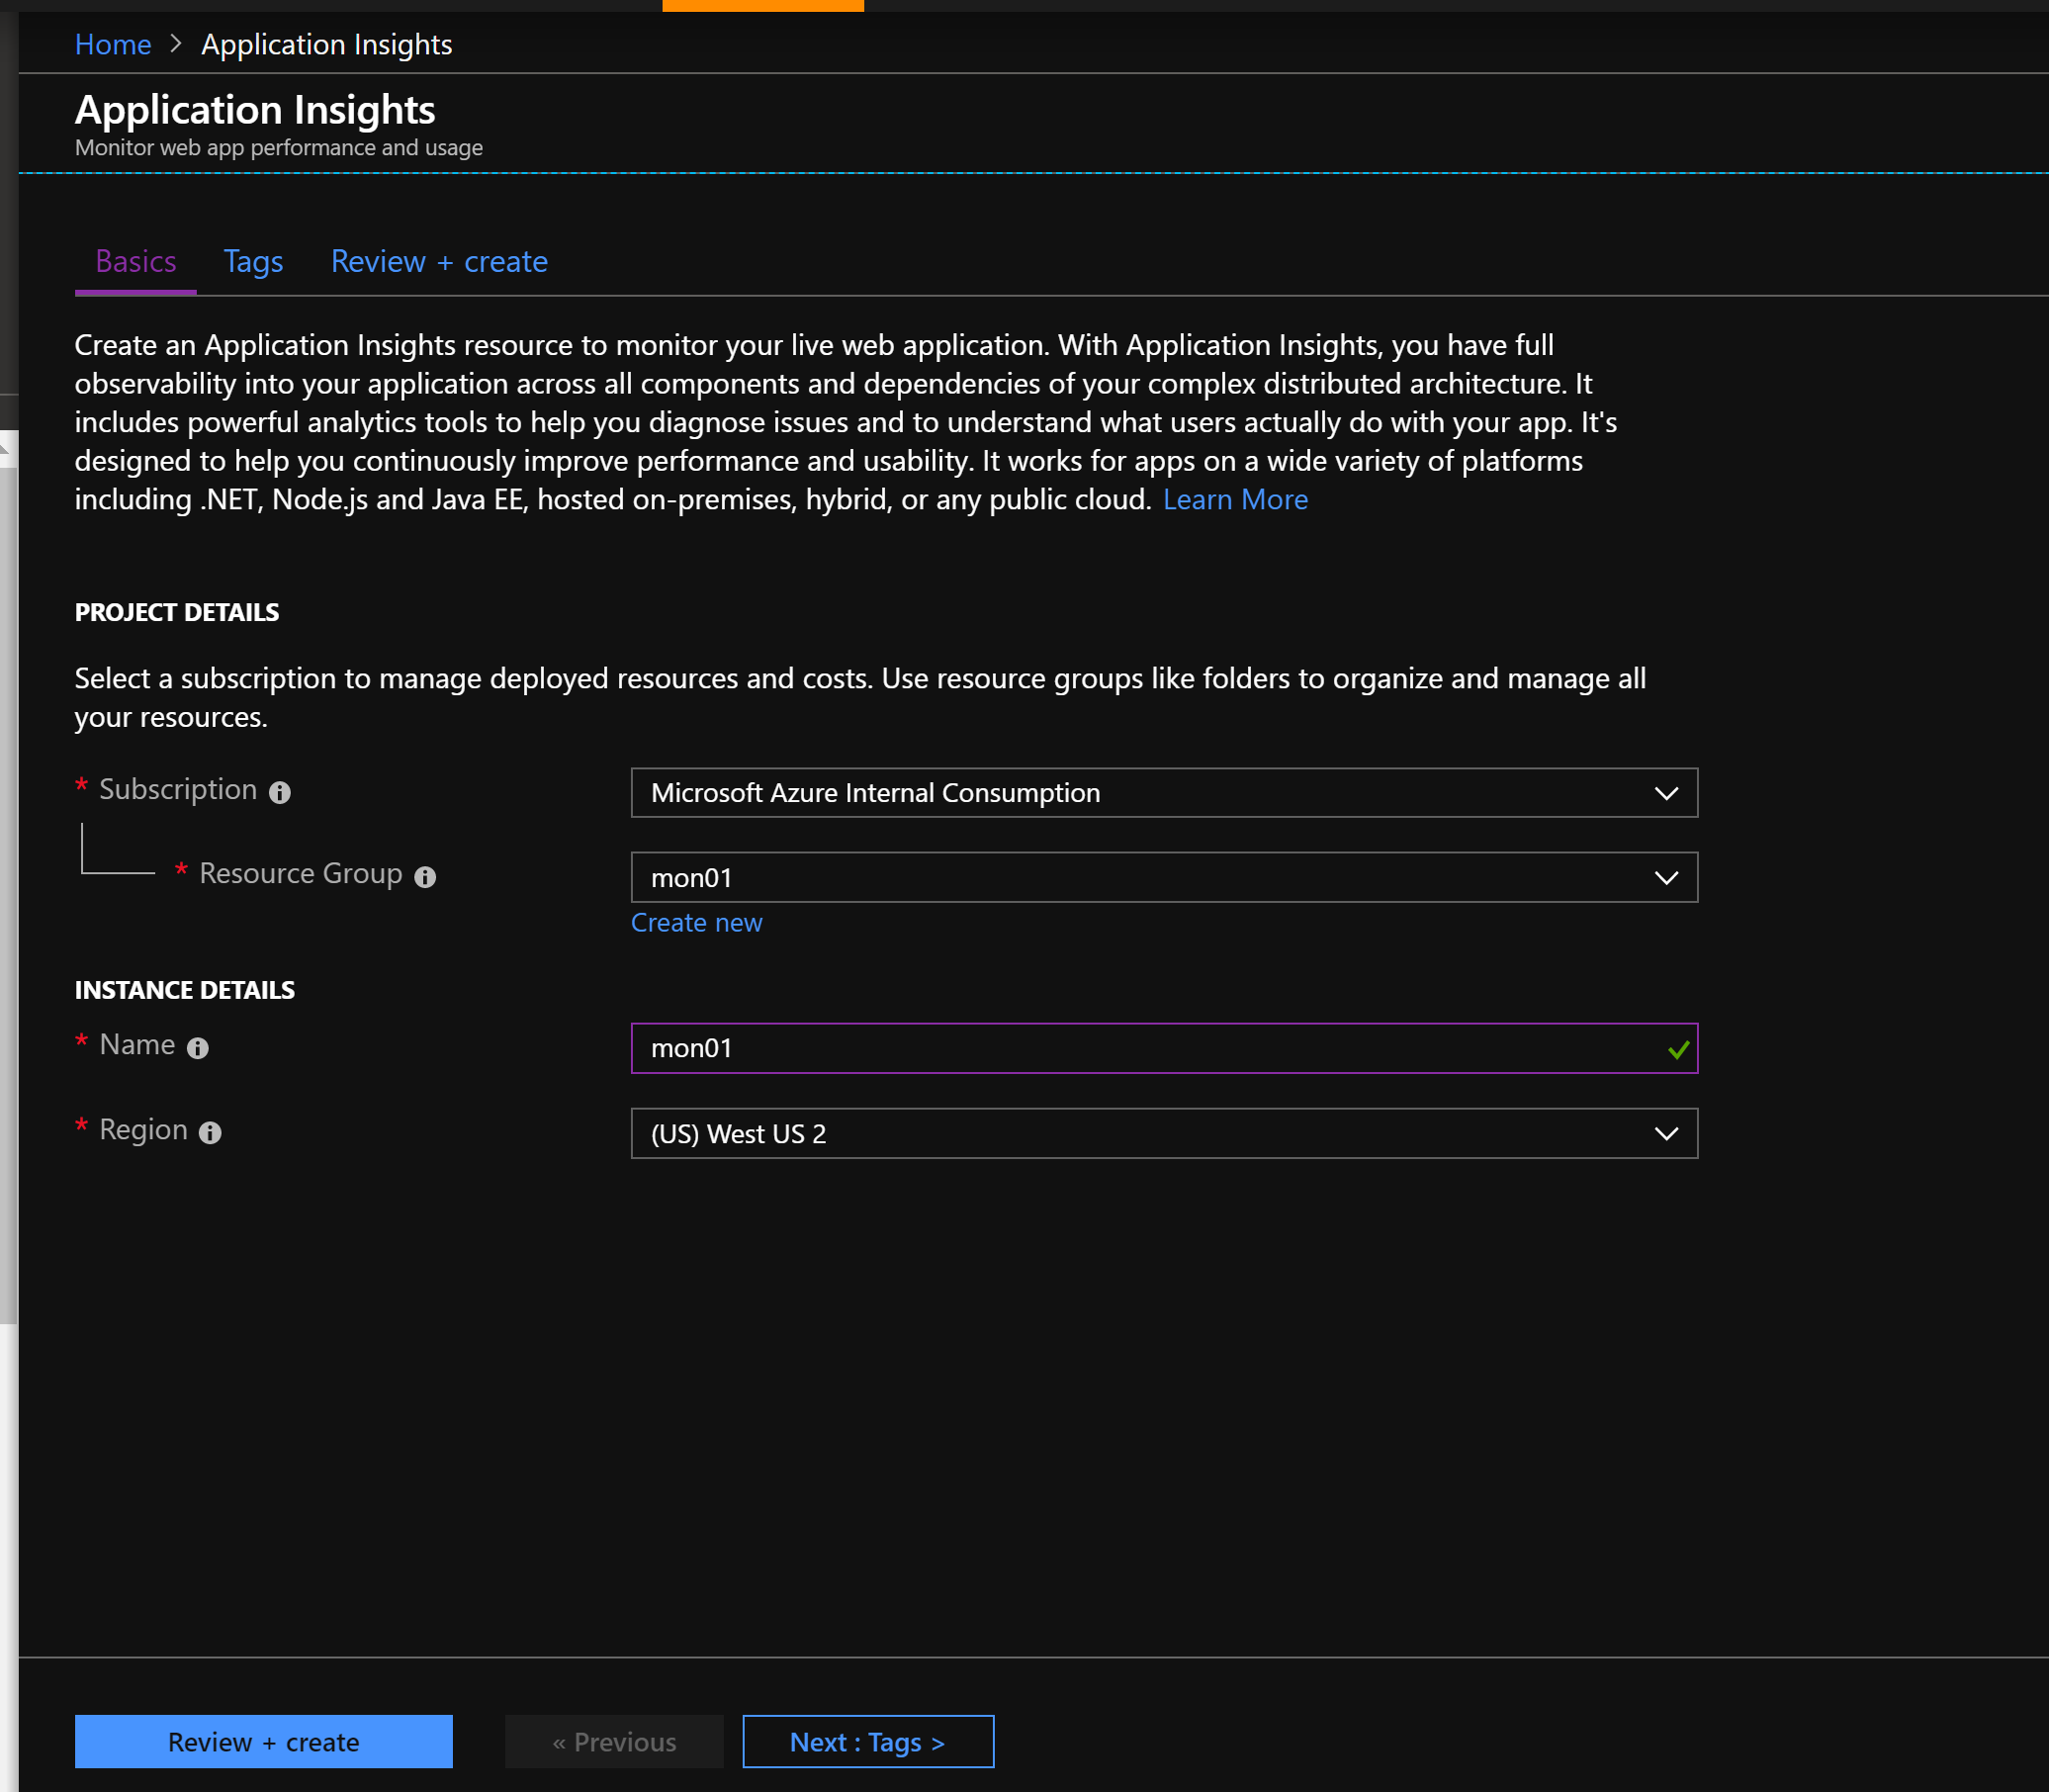 Home > Application Insights
Application Insights
Monitor web app performance and usage
Basics Tags Review + create
Create an Application Insights resource to monitor your live web application. With Application Insights, you have full
observability into your application across all components and dependencies of your complex distributed architecture. It
includes powerful analytics tools to help you diagnose issues and to understand what users actually do with your app. It's
designed to help you continuously improve performance and usability. It works for apps on a wide variety of platforms
including .NET, Node.js and Java EE, hosted on-premises, hybrid, or any public cloud. Learn More
PROJECT DETAILS
Select a subscription to manage deployed resources and costs. Use resource groups like folders to organize and manage all
your resources.
* Subscription Microsoft Azure Internal Consumption
* Resource Group mon01
Create new
INSTANCE DETAILS
* Name mon01
* Region (US) West US 2
Review + create « Previous Next : Tags >